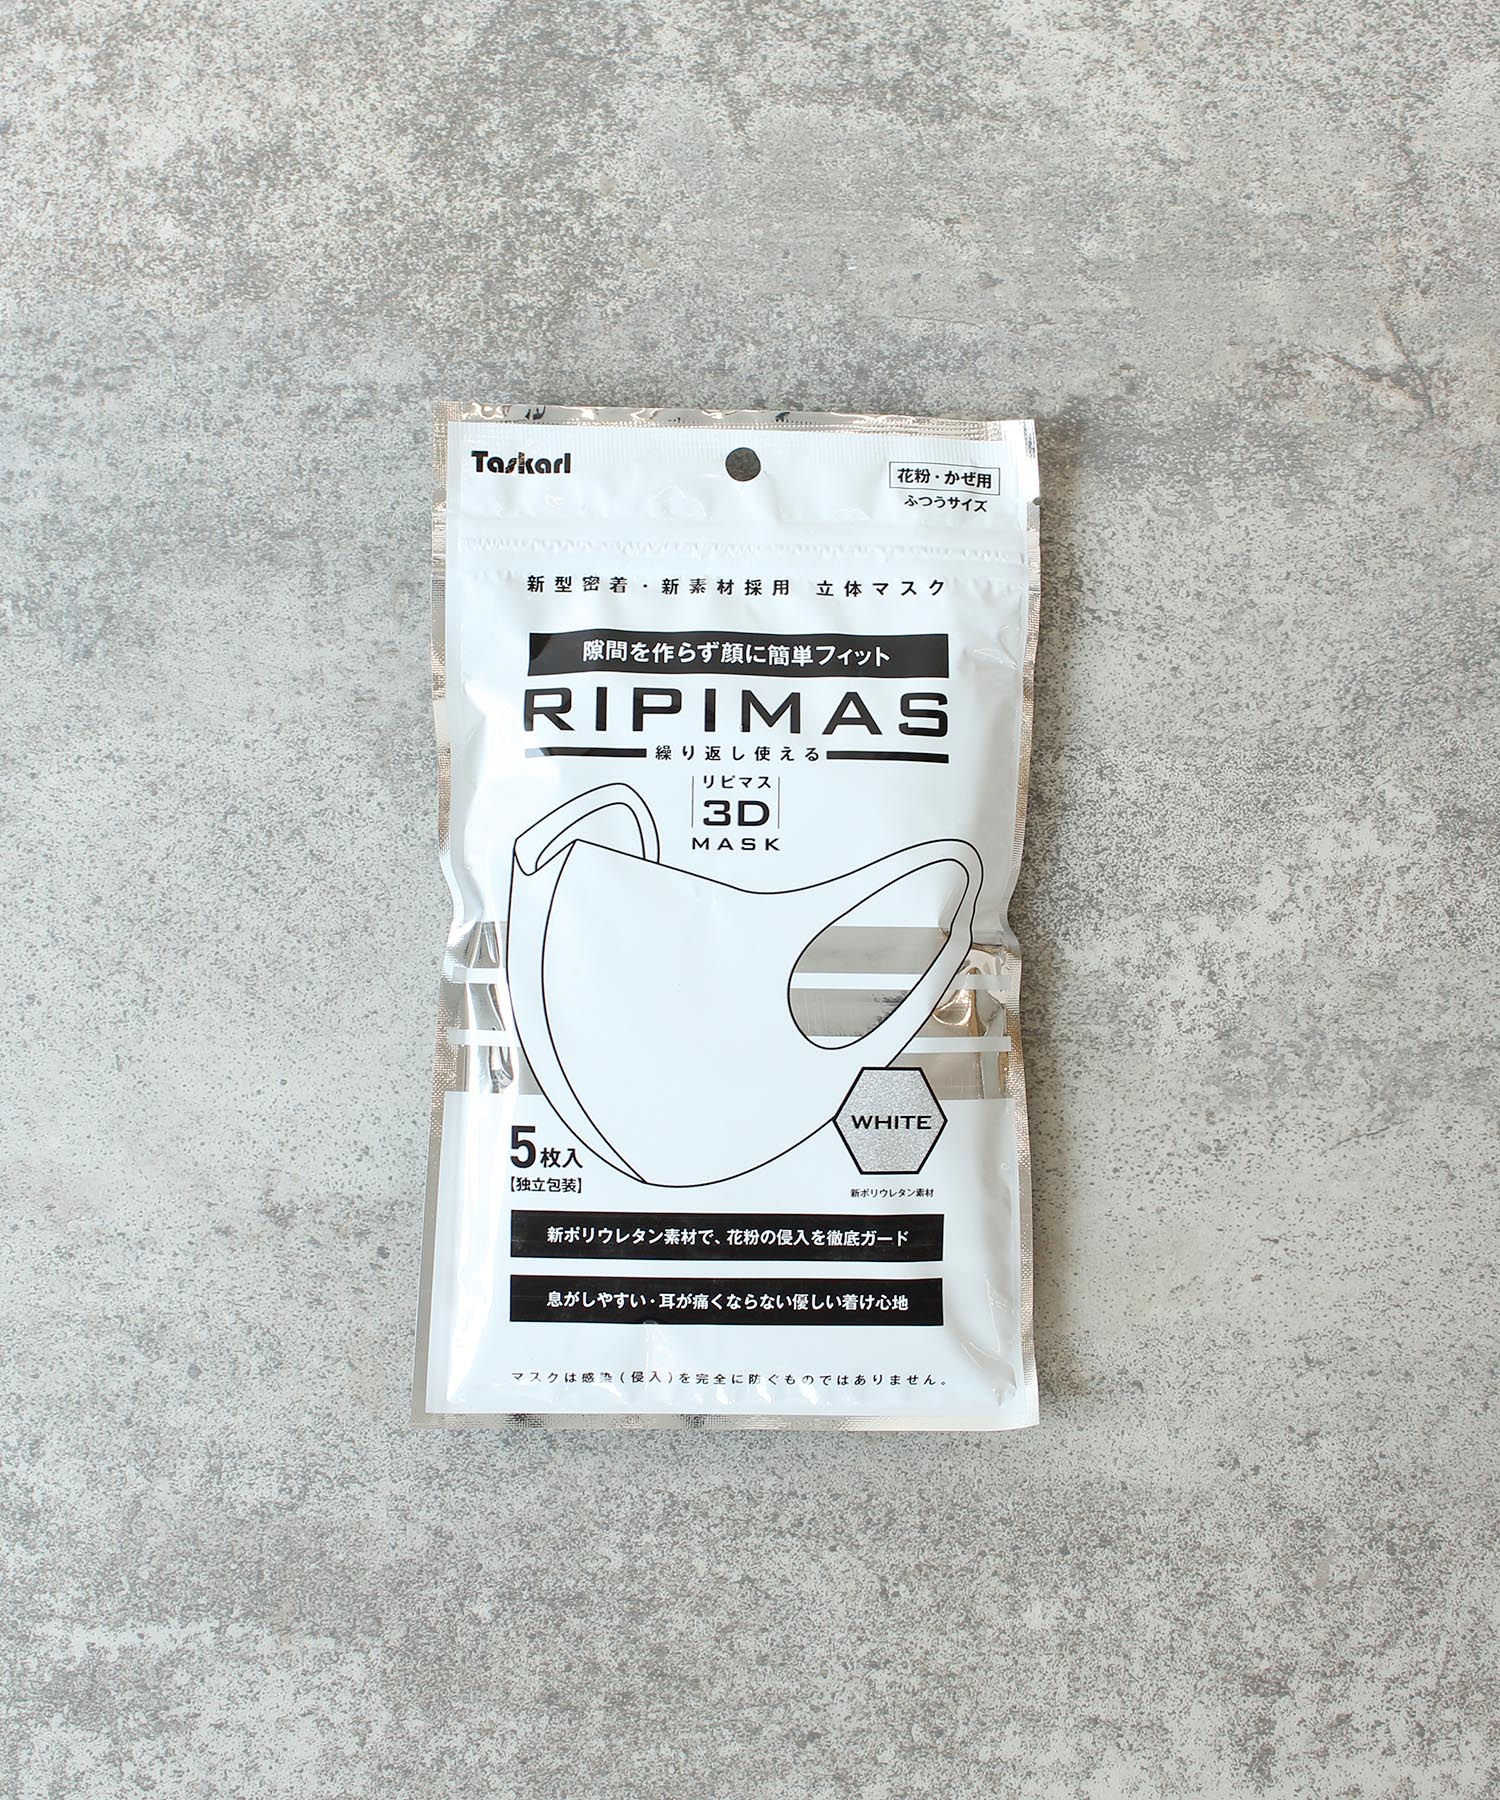 Taskarl
花粉・かぜ用
ふつうサイズ
新型密着・新素材採用 立体マスク
隙間を作らず顔に簡単フィット
RIPIMAS
繰り返し使える
リピマス
3D
MASK
WHITE
5枚入
【独立包装】
新ポリウレタン素材
新ポリウレタン素材で、花粉の侵入を徹底ガード
息がしやすい・耳が痛くならない優しい着け心地
マスクは感染(侵入)を完全に防ぐものではありません。